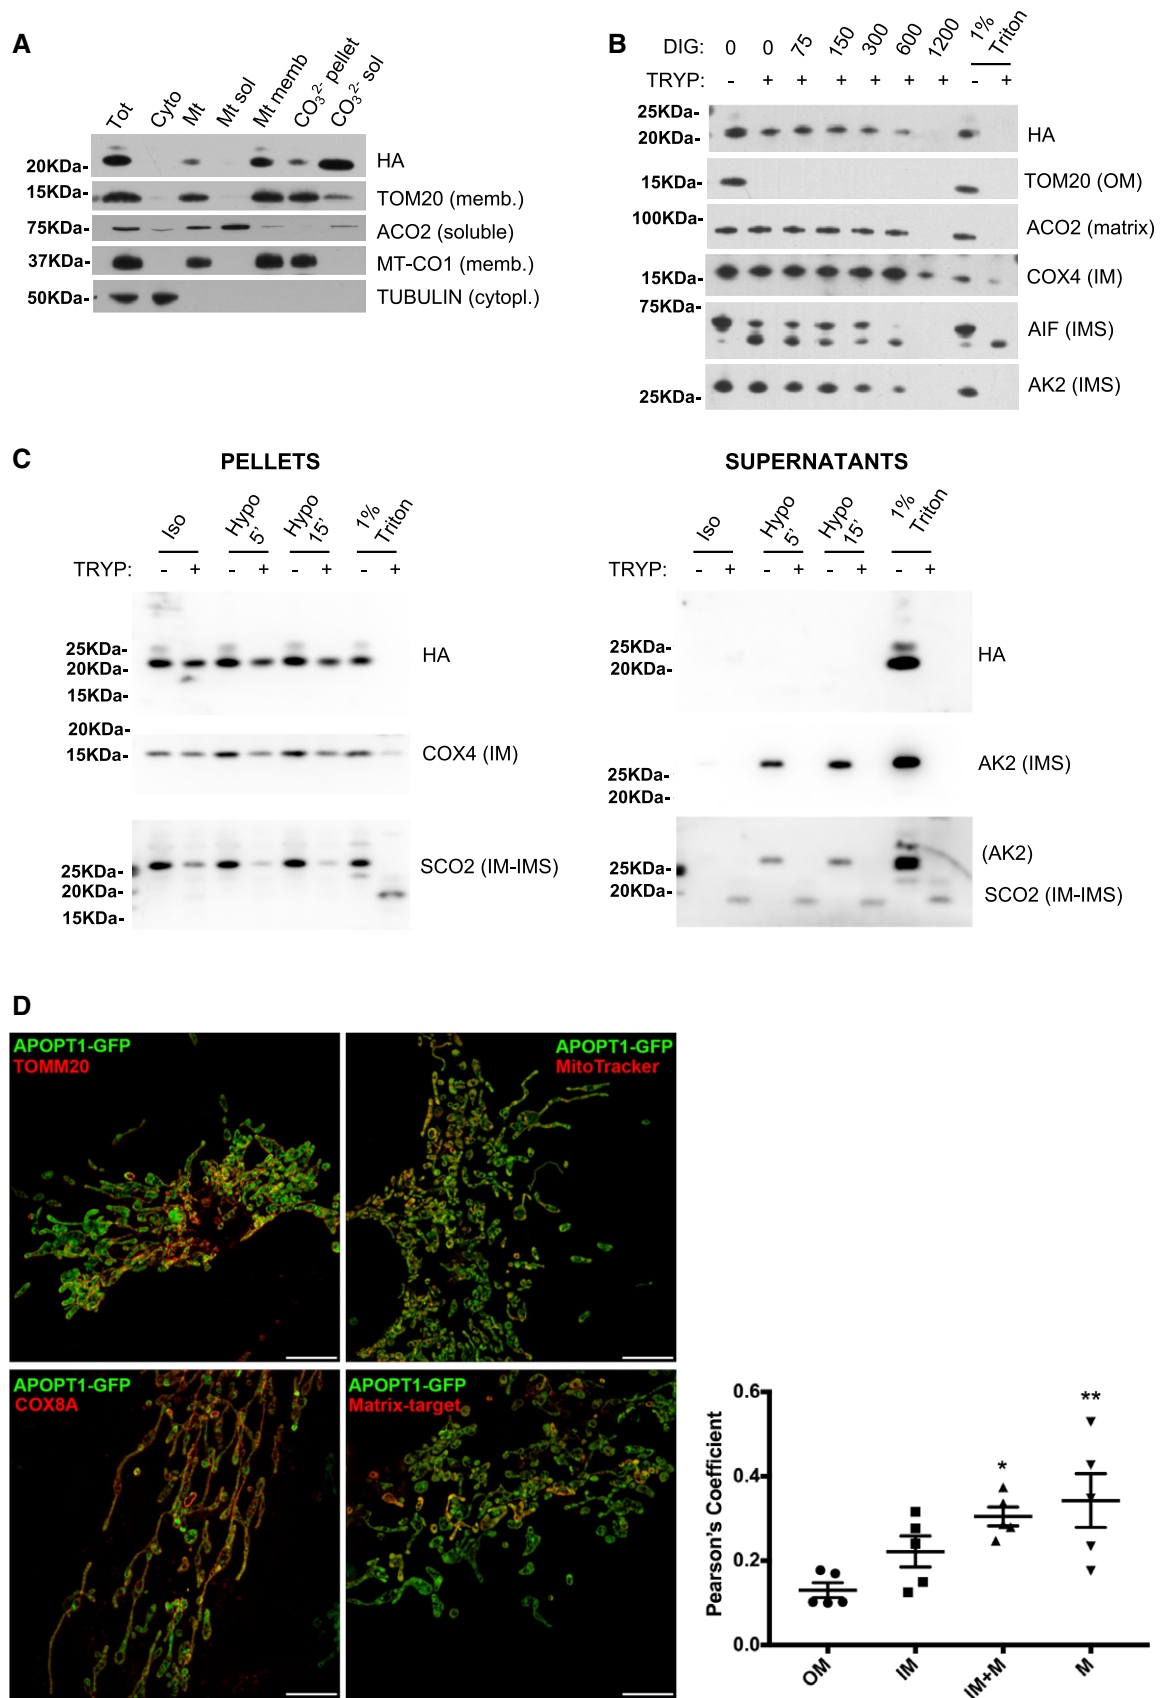 A
Tot Cyto Mt Mt sol Mt memb CO₃²⁻ pellet CO₃²⁻ sol
20KDa- HA
15KDa- TOM20 (memb.)
75KDa- ACO2 (soluble)
37KDa- MT-CO1 (memb.)
50KDa- TUBULIN (cytopl.)
B
DIG: 0 0 75 150 300 600 1200 1% Triton
TRYP: - + + + + + + - +
25KDa-
20KDa- HA
15KDa- TOM20 (OM)
100KDa-
ACO2 (matrix)
15KDa- COX4 (IM)
75KDa-
AIF (IMS)
25KDa- AK2 (IMS)
C
PELLETS
Iso Hypo 5' Hypo 15' 1% Triton
TRYP: - + - + - + - +
25KDa-
20KDa-
15KDa-
HA
20KDa-
15KDa-
COX4 (IM)
25KDa-
20KDa-
15KDa-
SCO2 (IM-IMS)
SUPERNATANTS
Iso Hypo 5' Hypo 15' 1% Triton
TRYP: - + - + - + - +
25KDa-
20KDa-
HA
25KDa-
20KDa-
AK2 (IMS)
25KDa-
20KDa-
(AK2)
SCO2 (IM-IMS)
D
APOPT1-GFP
TOMM20
APOPT1-GFP
MitoTracker
APOPT1-GFP
COX8A
APOPT1-GFP
Matrix-target
Pearson's Coefficient
0.6
0.4
0.2
0.0
* **
OM IM IM+M M